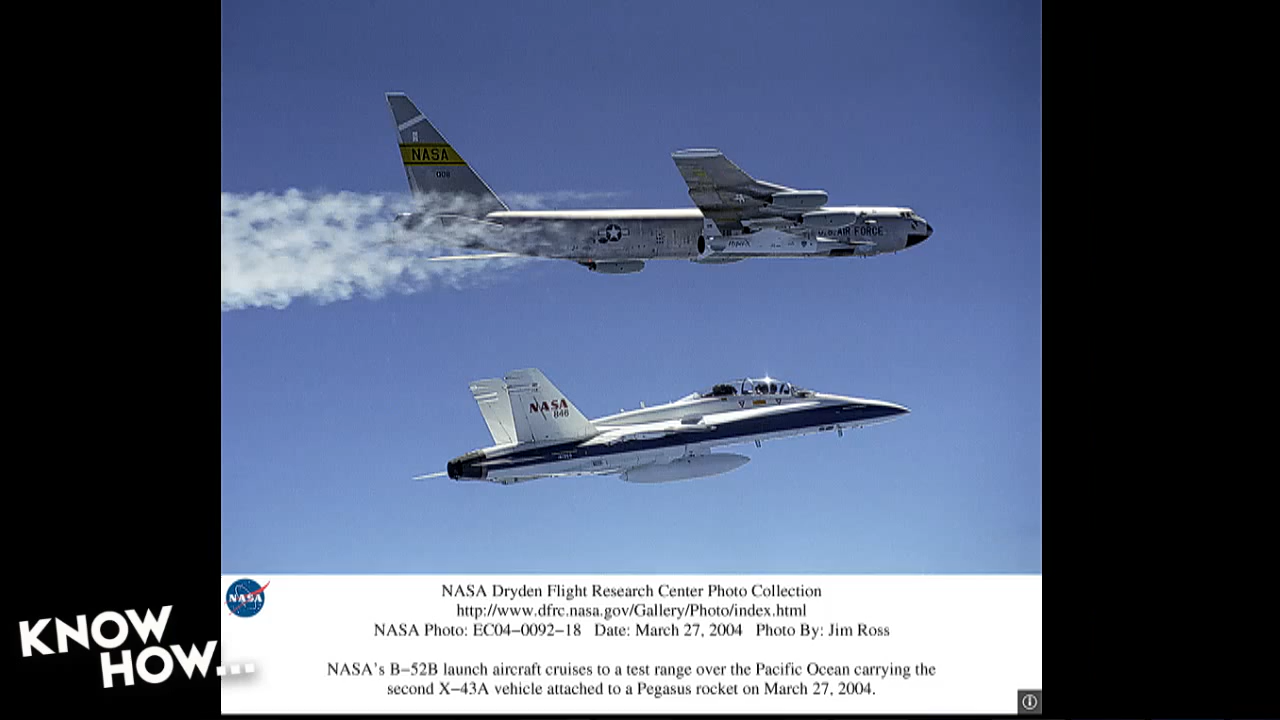 NASA
008
U.S. AIR FORCE
NASA
846
NASA
NASA Dryden Flight Research Center Photo Collection
http://www.dfrc.nasa.gov/Gallery/Photo/index.html
NASA Photo: EC04-0092-18 Date: March 27, 2004 Photo By: Jim Ross
NASA's B-52B launch aircraft cruises to a test range over the Pacific Ocean carrying the
second X-43A vehicle attached to a Pegasus rocket on March 27, 2004.
KNOW
HOW...